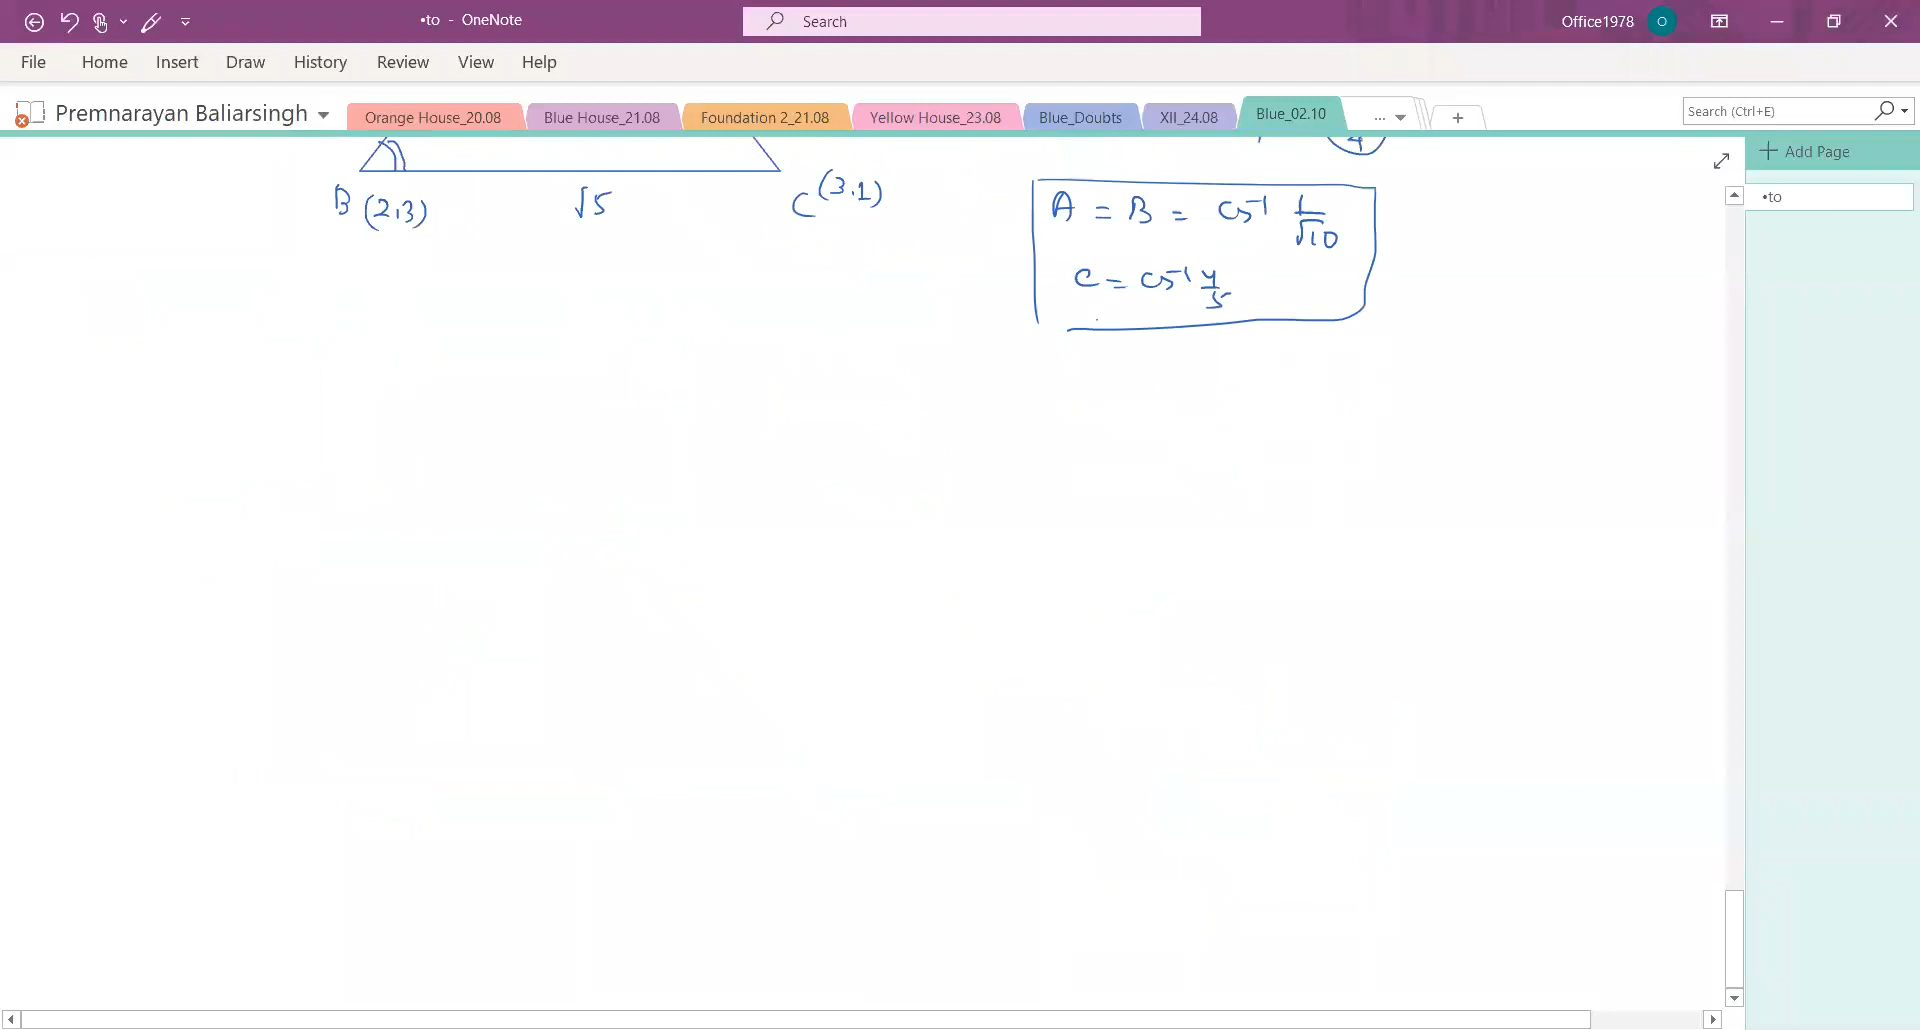 •to - OneNote
Search
Office1978
O
File Home Insert Draw History Review View Help
Premnarayan Baliarsingh
Orange House_20.08
Blue House_21.08
Foundation 2_21.08
Yellow House_23.08
Blue_Doubts
XII_24.08
Blue_02.10
...
+
Search (Ctrl+E)
+ Add Page
•to
4
B (2,3)
√5
C (3,1)
A = B = cos⁻¹ 1/√10
C = cos⁻¹ 4/5